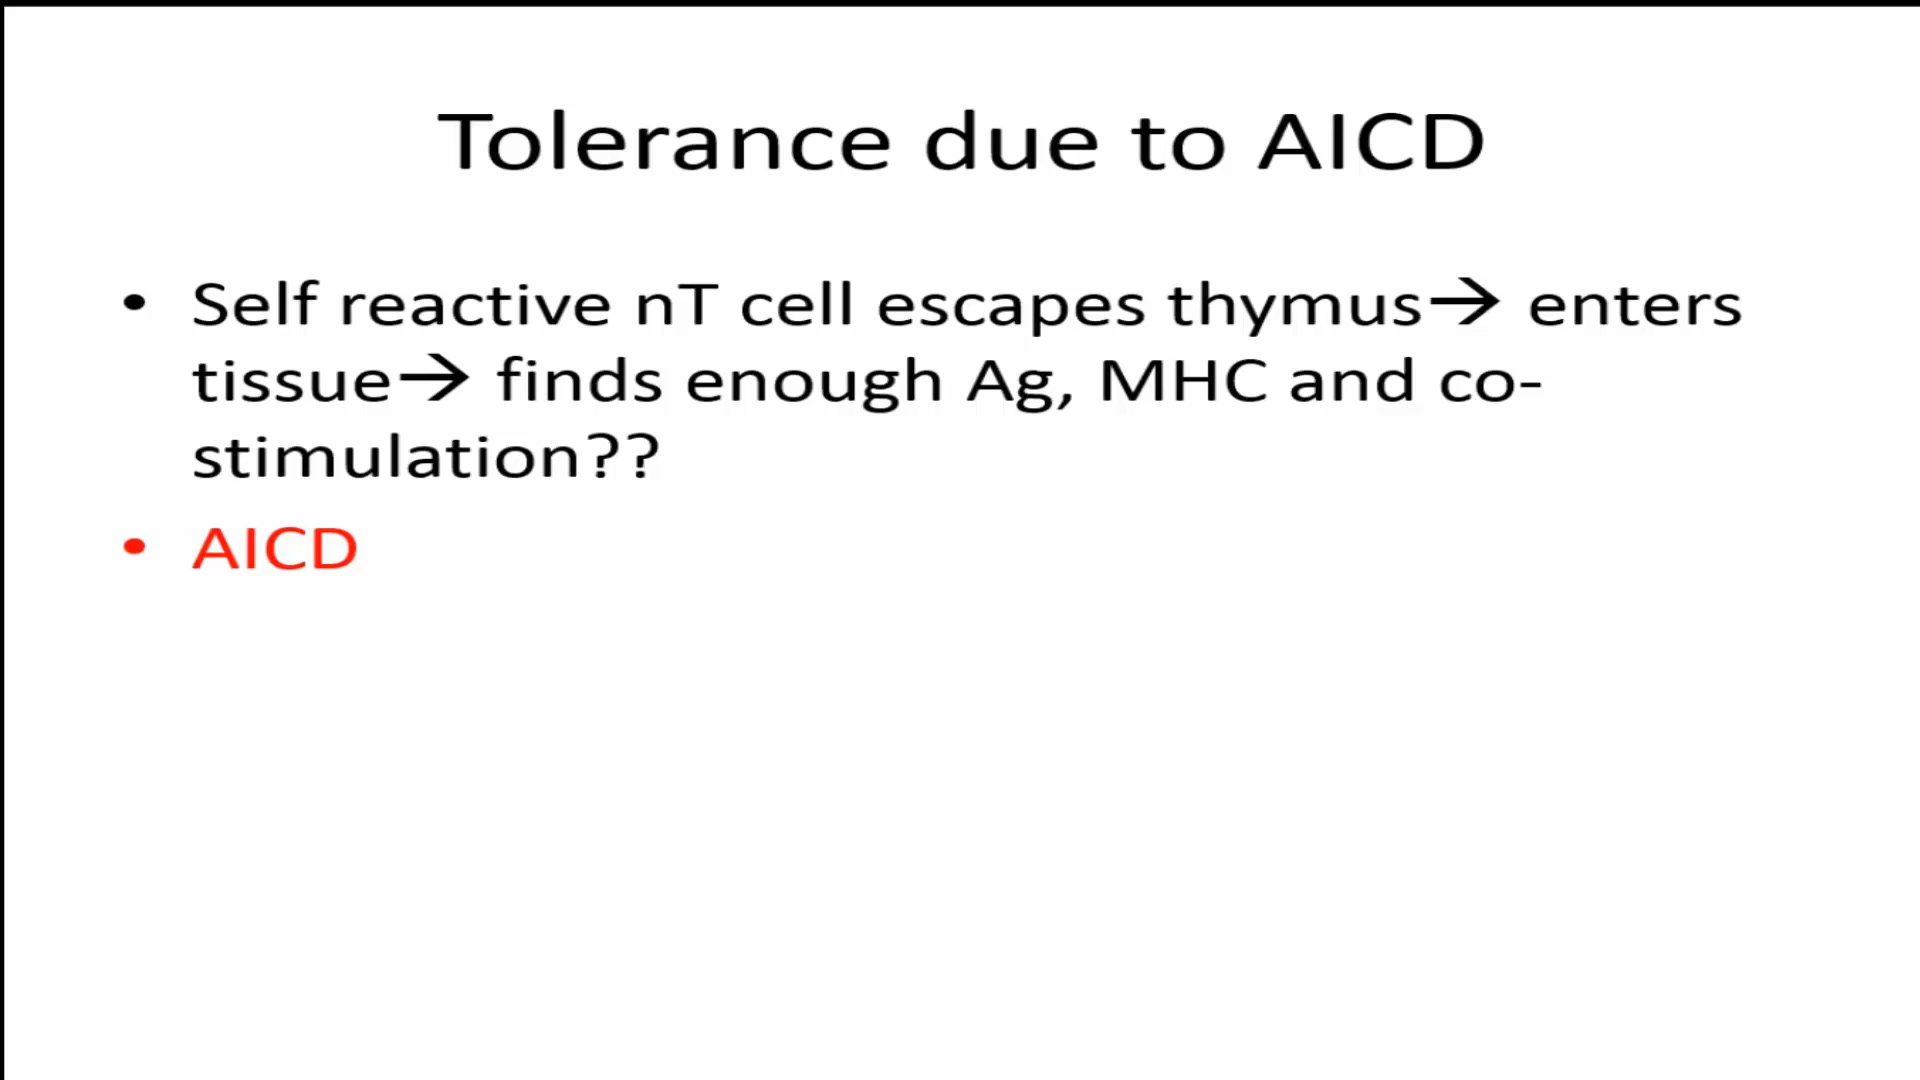 Tolerance due to AICD
• Self reactive nT cell escapes thymus→ enters
tissue→ finds enough Ag, MHC and co-
stimulation??
• AICD